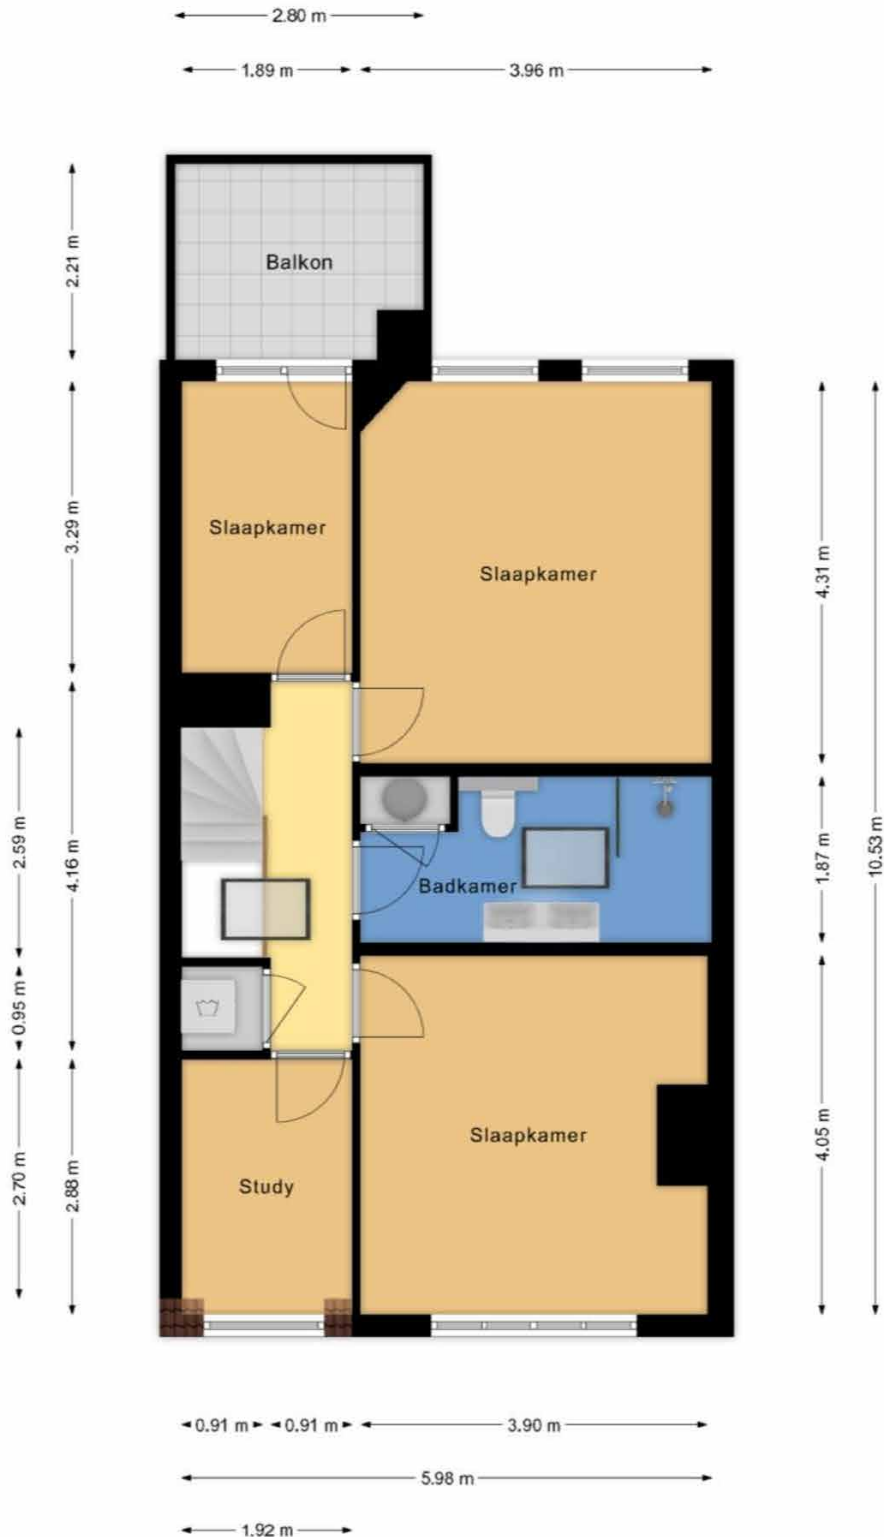 2.80 m
1.89 m
3.96 m
2.21 m
Balkon
3.29 m
Slaapkamer
Slaapkamer
4.31 m
10.53 m
2.59 m
4.16 m
Badkamer
1.87 m
0.95 m
2.70 m
2.88 m
Study
Slaapkamer
4.05 m
0.91 m
0.91 m
3.90 m
5.98 m
1.92 m